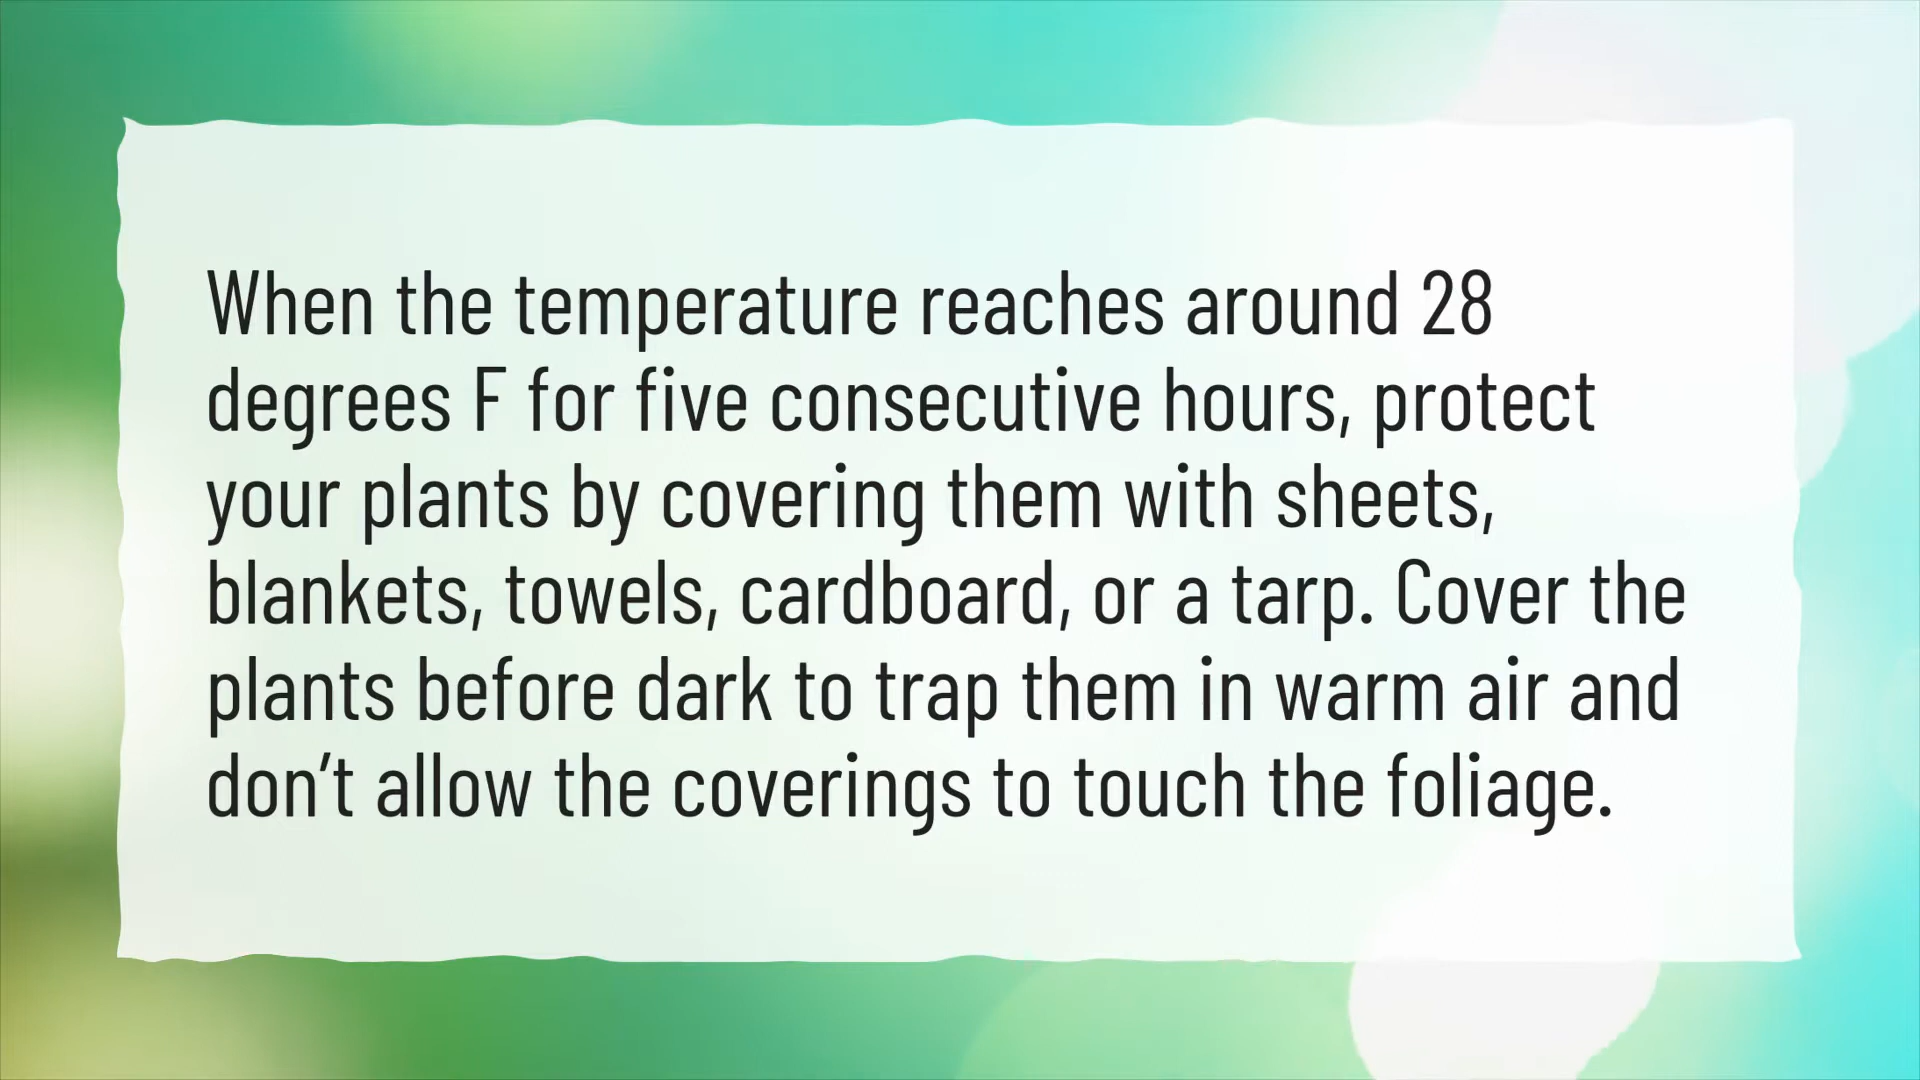 When the temperature reaches around 28
degrees F for five consecutive hours, protect
your plants by covering them with sheets,
blankets, towels, cardboard, or a tarp. Cover the
plants before dark to trap them in warm air and
don’t allow the coverings to touch the foliage.